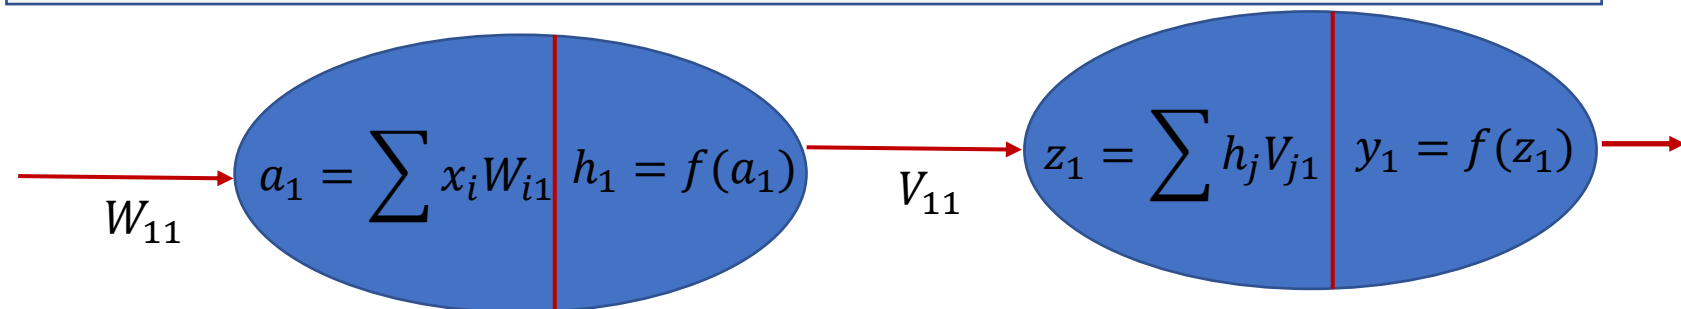 a₁ = ∑ xᵢWᵢ₁
h₁ = f(a₁)
z₁ = ∑ hⱼVⱼ₁
y₁ = f(z₁)
W₁₁
V₁₁